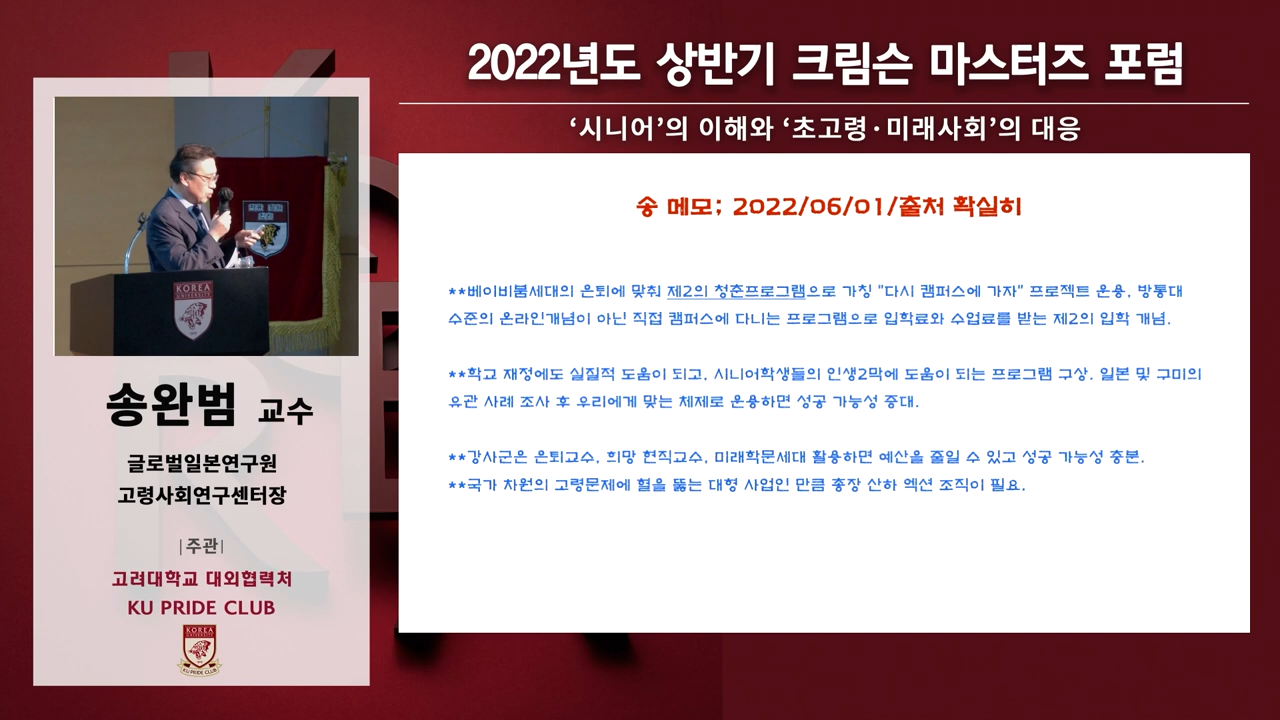 2022년도 상반기 크림슨 마스터즈 포럼
‘시니어’의 이해와 ‘초고령·미래사회’의 대응
송 메모; 2022/06/01/출처 확실히
**베이비붐세대의 은퇴에 맞춰 제2의 청춘프로그램으로 가칭 "다시 캠퍼스에 가자" 프로젝트 운용, 방통대
수준의 온라인개념이 아닌 직접 캠퍼스에 다니는 프로그램으로 입학료와 수업료를 받는 제2의 입학 개념.
**학교 재정에도 실질적 도움이 되고, 시니어학생들의 인생2막에 도움이 되는 프로그램 구상. 일본 및 구미의
유관 사례 조사 후 우리에게 맞는 체제로 운용하면 성공 가능성 증대.
**강사군은 은퇴교수, 희망 현직교수, 미래학문세대 활용하면 예산을 줄일 수 있고 성공 가능성 충분.
**국가 차원의 고령문제에 혈을 뚫는 대형 사업인 만큼 총장 산하 엑션 조직이 필요.
KOREA
UNIVERSITY
송완범 교수
글로벌일본연구원
고령사회연구센터장
|주관|
고려대학교 대외협력처
KU PRIDE CLUB
KOREA
UNIVERSITY
KU PRIDE CLUB